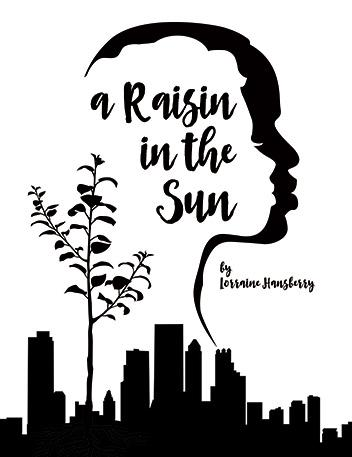 a Raisin
in the
Sun
by
Lorraine Hansberry